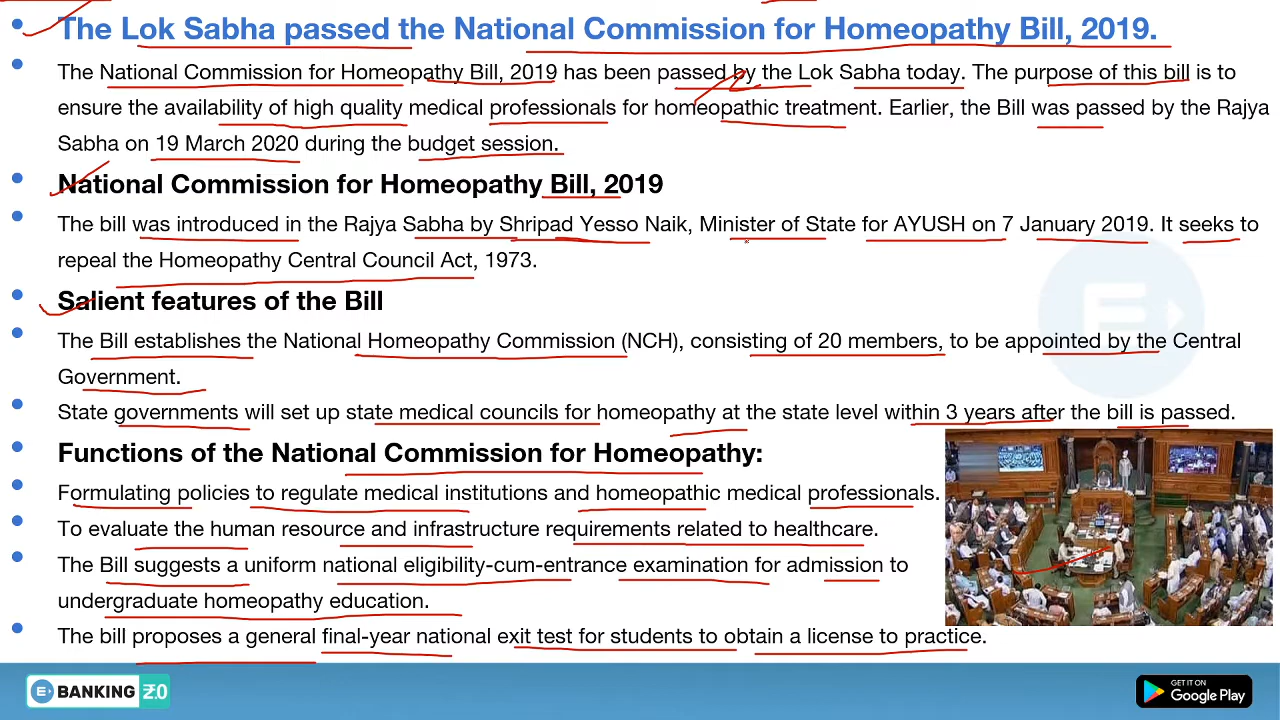 The Lok Sabha passed the National Commission for Homeopathy Bill, 2019.
The National Commission for Homeopathy Bill, 2019 has been passed by the Lok Sabha today. The purpose of this bill is to
ensure the availability of high quality medical professionals for homeopathic treatment. Earlier, the Bill was passed by the Rajya
Sabha on 19 March 2020 during the budget session.
National Commission for Homeopathy Bill, 2019
The bill was introduced in the Rajya Sabha by Shripad Yesso Naik, Minister of State for AYUSH on 7 January 2019. It seeks to
repeal the Homeopathy Central Council Act, 1973.
Salient features of the Bill
The Bill establishes the National Homeopathy Commission (NCH), consisting of 20 members, to be appointed by the Central
Government.
State governments will set up state medical councils for homeopathy at the state level within 3 years after the bill is passed.
Functions of the National Commission for Homeopathy:
Formulating policies to regulate medical institutions and homeopathic medical professionals.
To evaluate the human resource and infrastructure requirements related to healthcare.
The Bill suggests a uniform national eligibility-cum-entrance examination for admission to
undergraduate homeopathy education.
The bill proposes a general final-year national exit test for students to obtain a license to practice.
E BANKING 2.0
GET IT ON
Google Play